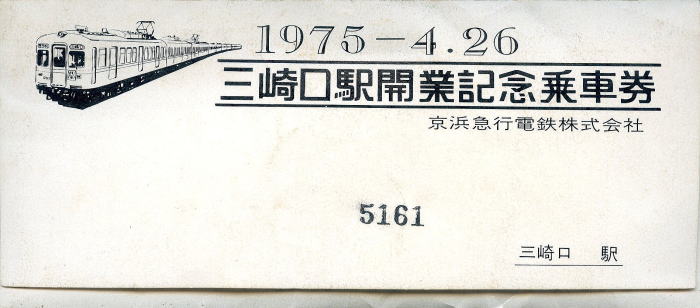 1975-4.26
三崎口駅開業記念乗車券
京浜急行電鉄株式会社
5161
三崎口 駅